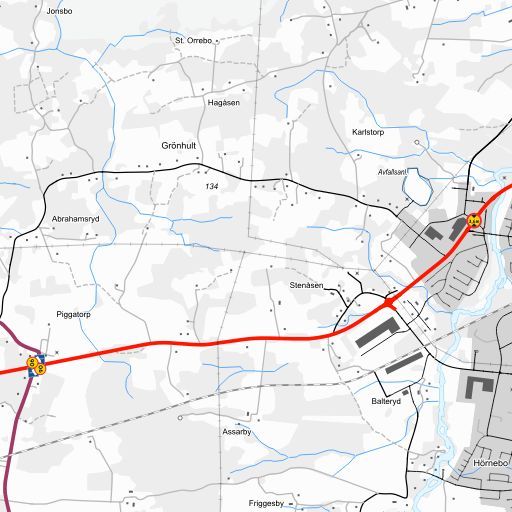 Jonsbo
St. Orrebo
Hagåsen
Karlstorp
Grönhult
Avfallsanl
134
Abrahamsryd
Stenåsen
Piggatorp
Balteryd
Assarby
Hörnebo
Friggesby